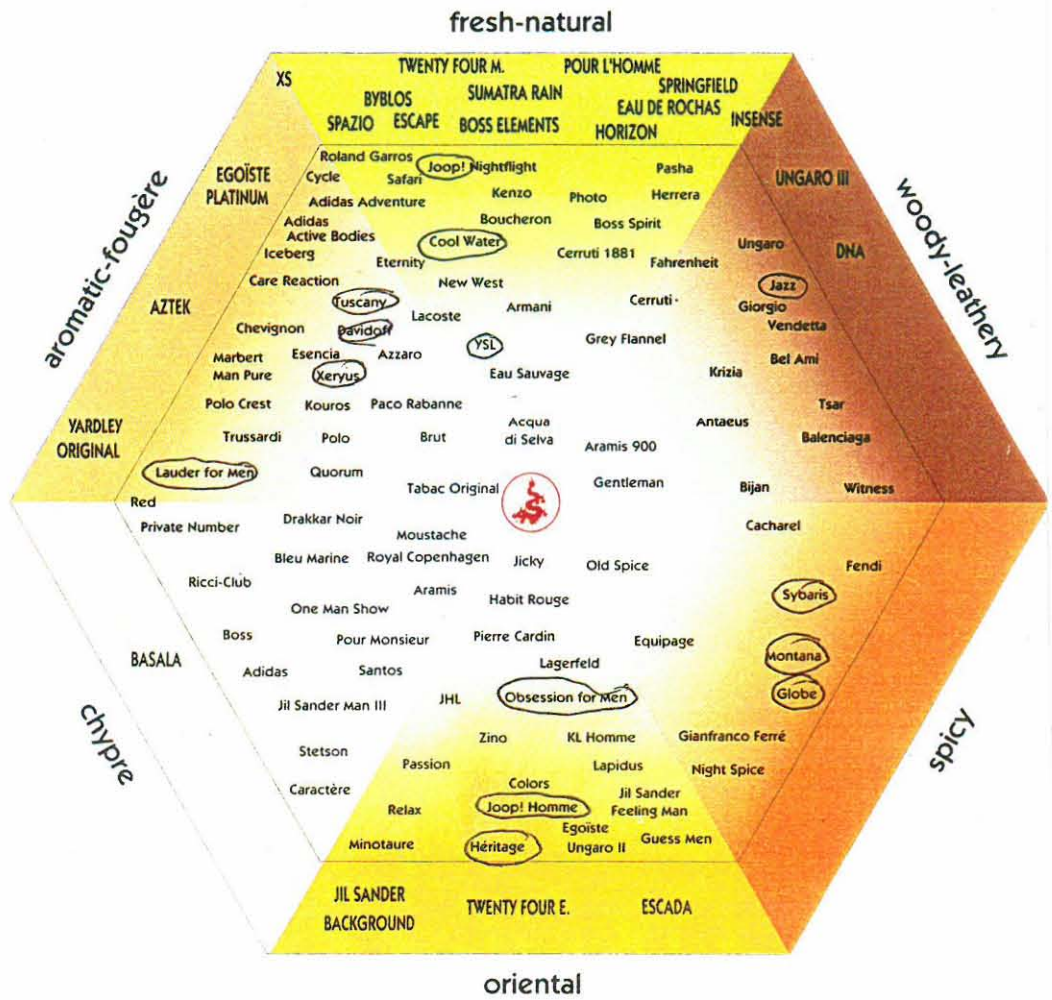 fresh-natural
XS
TWENTY FOUR M.
POUR L'HOMME
SPRINGFIELD
BYBLOS
SUMATRA RAIN
EAU DE ROCHAS
SPAZIO
ESCAPE
BOSS ELEMENTS
HORIZON
INSENSE
aromatic-fougère
EGOÏSTE
PLATINUM
AZTEK
YARDLEY
ORIGINAL
woody-leathery
UNGARO III
DNA
Roland Garros
Joop! Nightflight
Pasha
Cycle
Safari
Kenzo
Photo
Herrera
Adidas Adventure
Boucheron
Boss Spirit
Adidas
Active Bodies
Cool Water
Ungaro
Iceberg
Eternity
Cerruti 1881
Fahrenheit
Care Reaction
New West
Jazz
Tuscany
Lacoste
Armani
Cerruti
Giorgio
Chevignon
Davidoff
Vendetta
YSL
Grey Flannel
Marbert
Man Pure
Esencia
Azzaro
Bel Ami
Xeryus
Eau Sauvage
Krizia
Polo Crest
Kouros
Paco Rabanne
Tsar
Trussardi
Polo
Brut
Acqua
di Selva
Aramis 900
Antaeus
Balenciaga
Lauder for Men
Quorum
Tabac Original
Gentleman
Bijan
Witness
Red
Private Number
Drakkar Noir
Moustache
Cacharel
Bleu Marine
Royal Copenhagen
Jicky
Old Spice
Fendi
Ricci-Club
Aramis
Habit Rouge
Sybaris
One Man Show
Boss
Pour Monsieur
Pierre Cardin
Equipage
BASALA
Adidas
Santos
Lagerfeld
Montana
Jil Sander Man III
JHL
Obsession for Men
Globe
Stetson
Zino
KL Homme
Gianfranco Ferré
Passion
Lapidus
Night Spice
Caractère
Colors
Jil Sander
Feeling Man
Relax
Joop! Homme
Egoïste
Minotaure
Héritage
Ungaro II
Guess Men
chypre
spicy
JIL SANDER
BACKGROUND
TWENTY FOUR E.
ESCADA
oriental